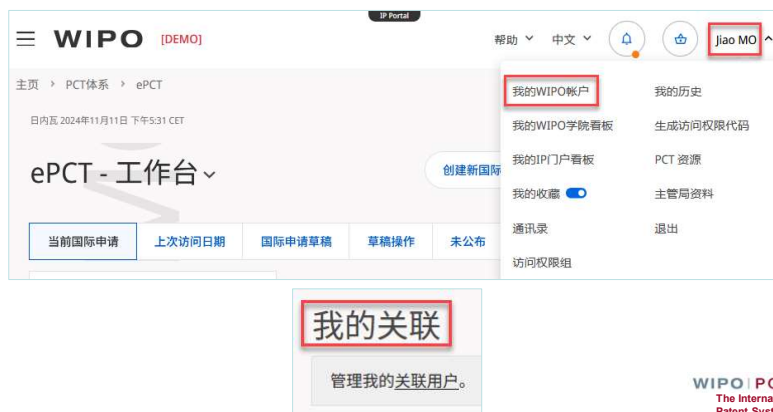 IP Portal
WIPO [DEMO]
帮助 中文 Jiao MO
主页 > PCT体系 > ePCT
日内瓦 2024年11月11日 下午5:31 CET
ePCT - 工作台
创建新国际
当前国际申请 上次访问日期 国际申请草稿 草稿操作 未公布
我的WIPO帐户 我的历史
我的WIPO学院看板 生成访问权限代码
我的IP门户看板 PCT 资源
我的收藏 主管局资料
通讯录 退出
访问权限组
我的关联
管理我的关联用户。
WIPO PC
The Interna
Patent Syst